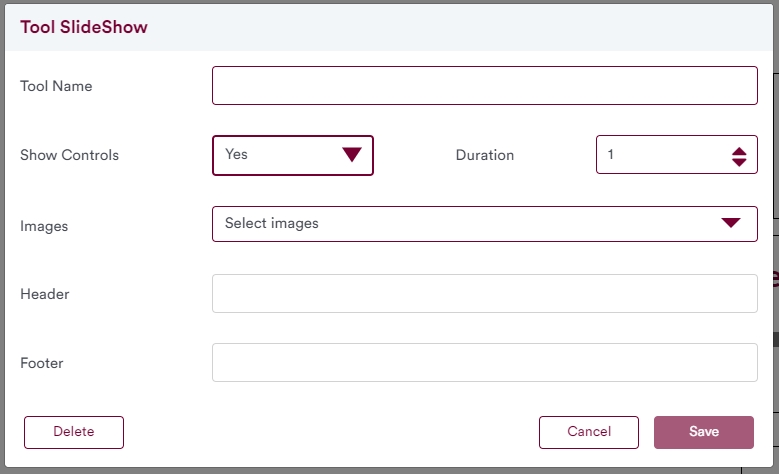 Tool SlideShow
Tool Name
Show Controls Yes Duration 1
Images Select images
Header
Footer
Delete Cancel Save